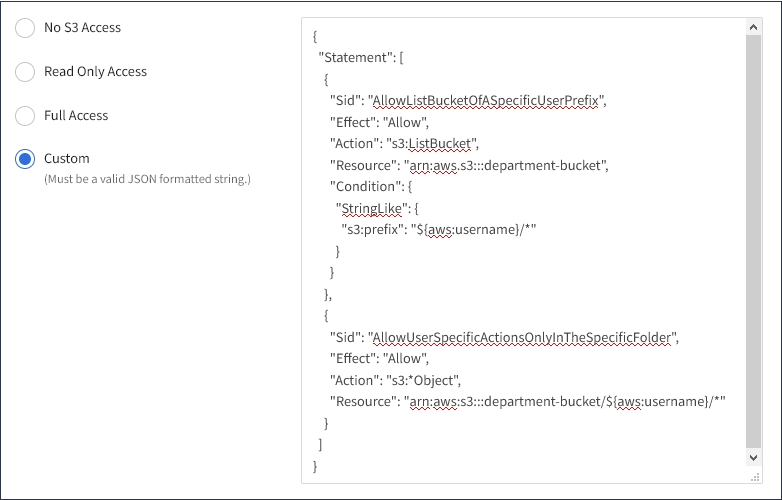 No S3 Access
Read Only Access
Full Access
Custom
(Must be a valid JSON formatted string.)
{
"Statement": [
{
"Sid": "AllowListBucketOfASpecificUserPrefix",
"Effect": "Allow",
"Action": "s3:ListBucket",
"Resource": "arn:aws.s3:::department-bucket",
"Condition": {
"StringLike": {
"s3:prefix": "${aws:username}/*"
}
}
},
{
"Sid": "AllowUserSpecificActionsOnlyInTheSpecificFolder",
"Effect": "Allow",
"Action": "s3:*Object",
"Resource": "arn:aws:s3:::department-bucket/${aws:username}/*"
}
]
}